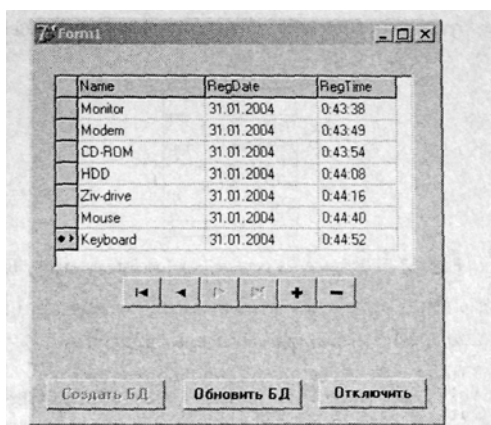 Form1
Name RegDate RegTime
Monitor 31.01.2004 0:43:38
Modem 31.01.2004 0:43:49
CD-ROM 31.01.2004 0:43:54
HDD 31.01.2004 0:44:08
Ziv-drive 31.01.2004 0:44:16
Mouse 31.01.2004 0:44:40
Keyboard 31.01.2004 0:44:52
Создать БД Обновить БД Отключить